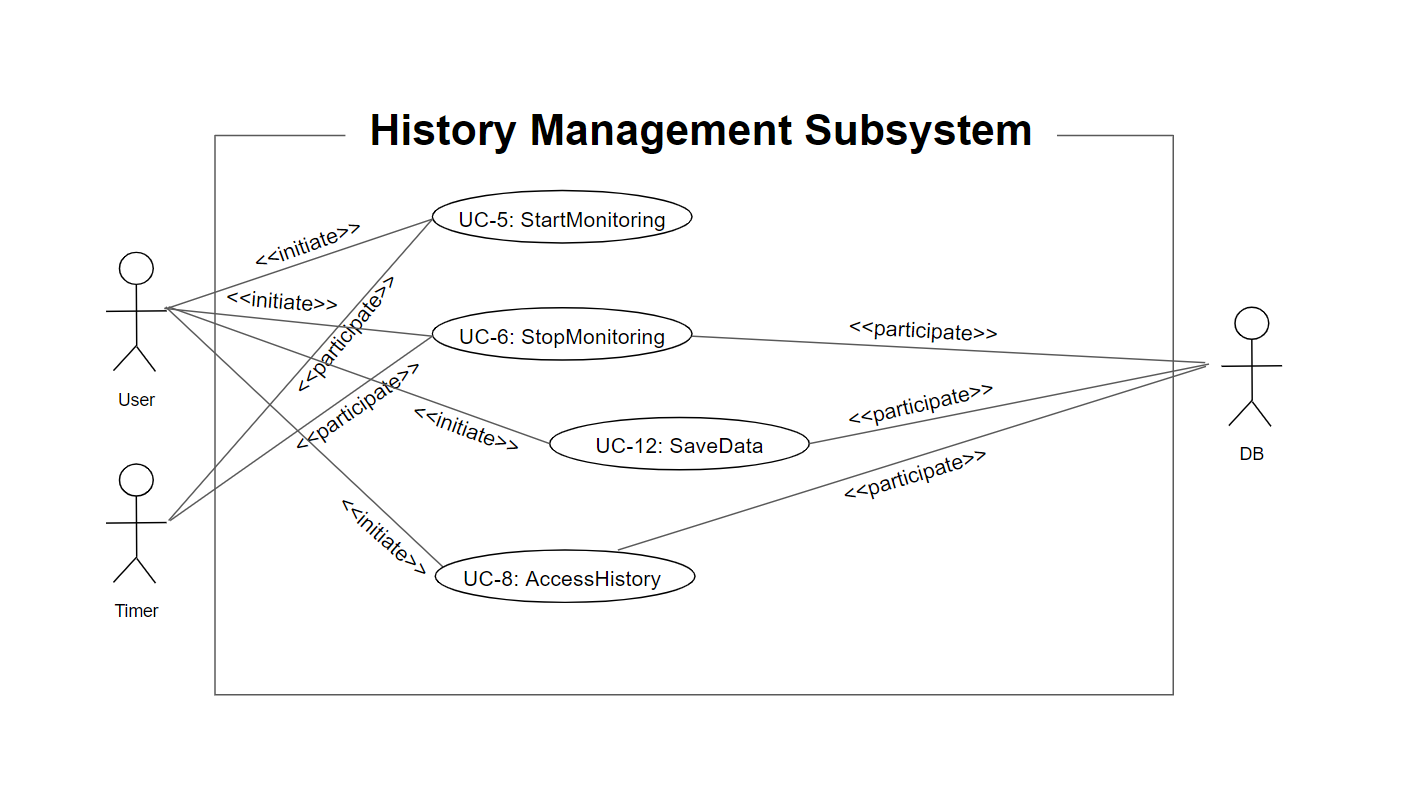 History Management Subsystem
UC-5: StartMonitoring
<<initiate>>
<<initiate>>
<<participate>>
UC-6: StopMonitoring
<<participate>>
<<participate>>
<<initiate>>
User
UC-12: SaveData
<<participate>>
DB
<<participate>>
<<initiate>>
UC-8: AccessHistory
Timer